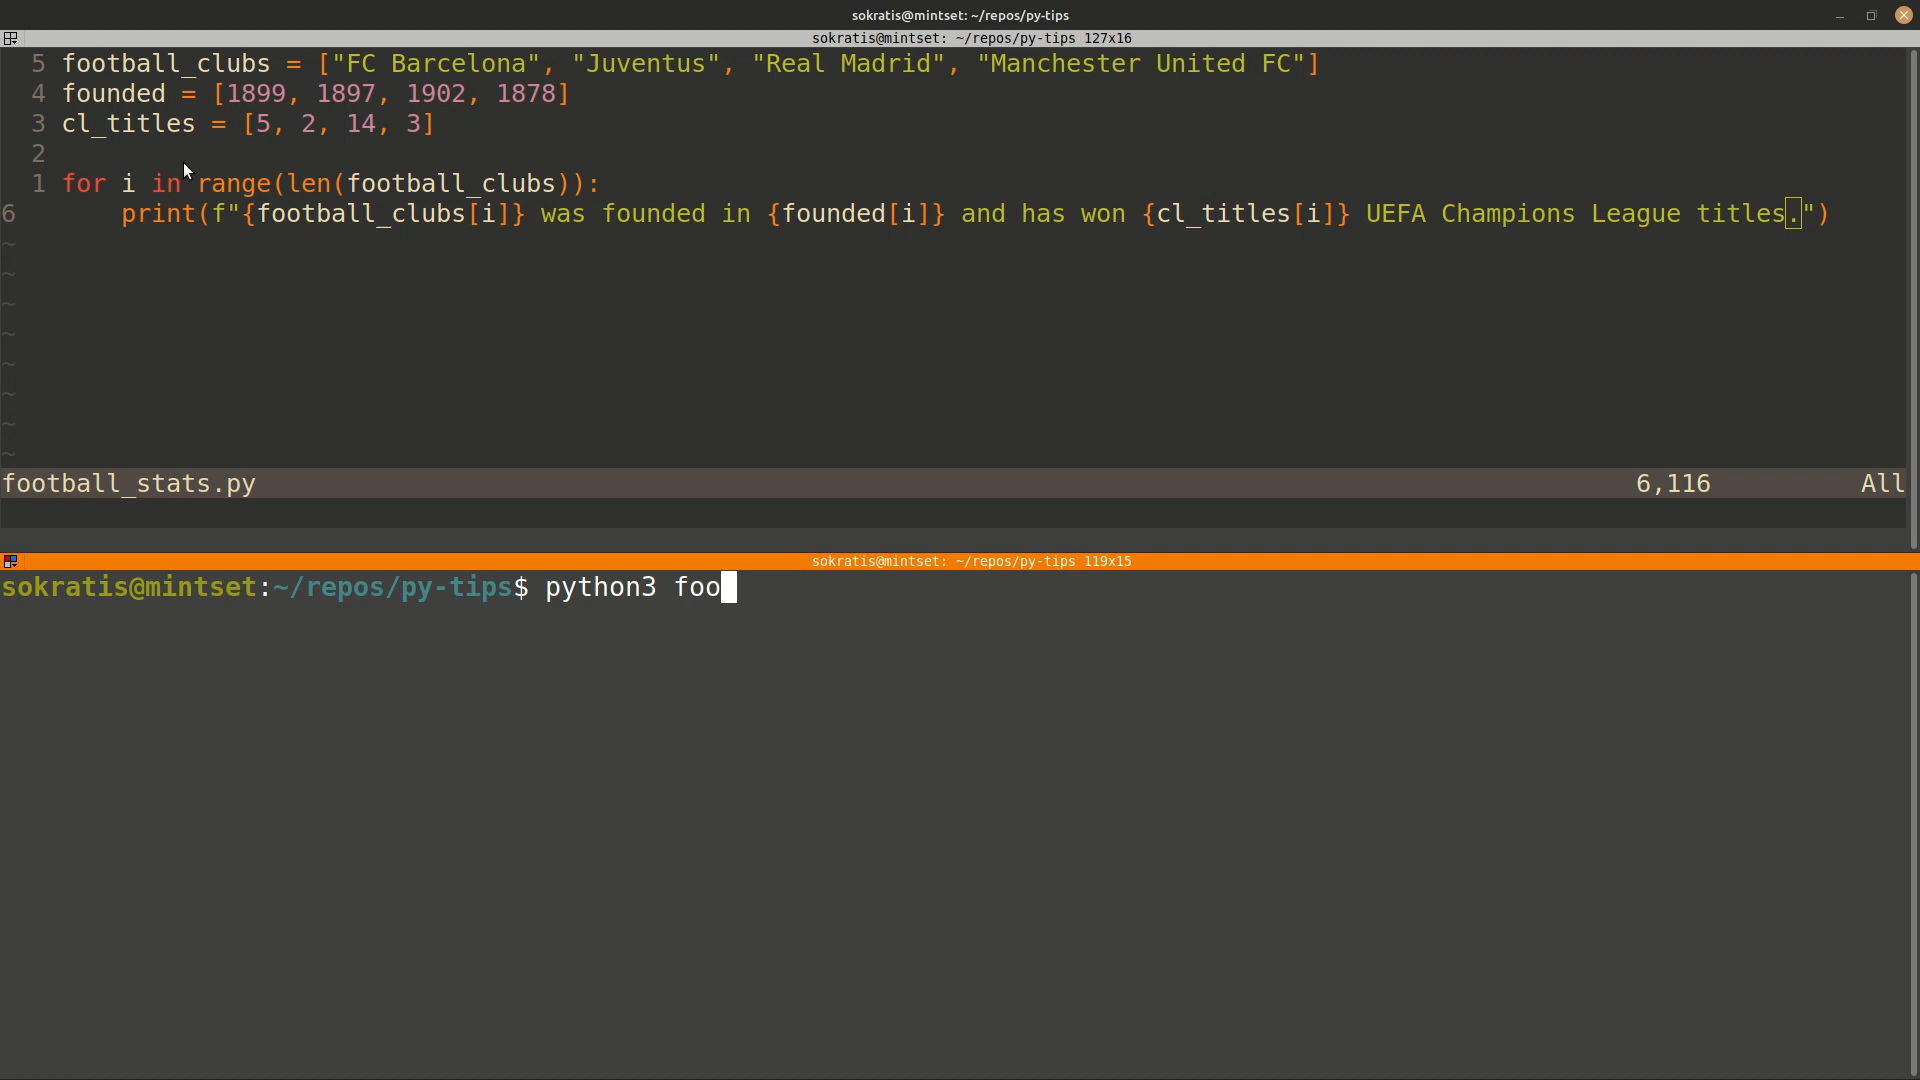 sokratis@mintset: ~/repos/py-tips
sokratis@mintset: ~/repos/py-tips 127x16
5 football_clubs = ["FC Barcelona", "Juventus", "Real Madrid", "Manchester United FC"]
4 founded = [1899, 1897, 1902, 1878]
3 cl_titles = [5, 2, 14, 3]
2
1 for i in range(len(football_clubs)):
6 print(f"{football_clubs[i]} was founded in {founded[i]} and has won {cl_titles[i]} UEFA Champions League titles.")
~
~
~
~
~
~
~
~
football_stats.py 6,116 All
sokratis@mintset: ~/repos/py-tips 119x15
sokratis@mintset:~/repos/py-tips$ python3 foo